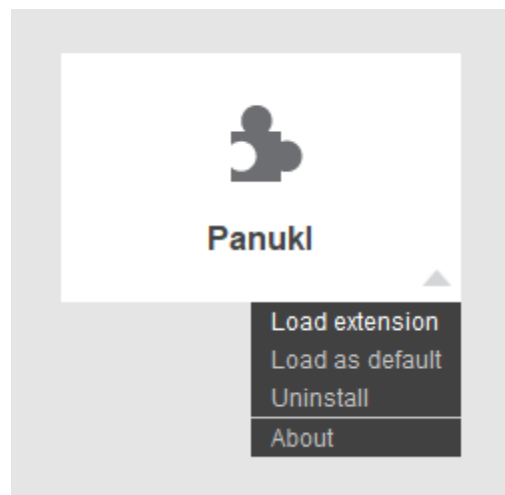 Panukl
Load extension
Load as default
Uninstall
About